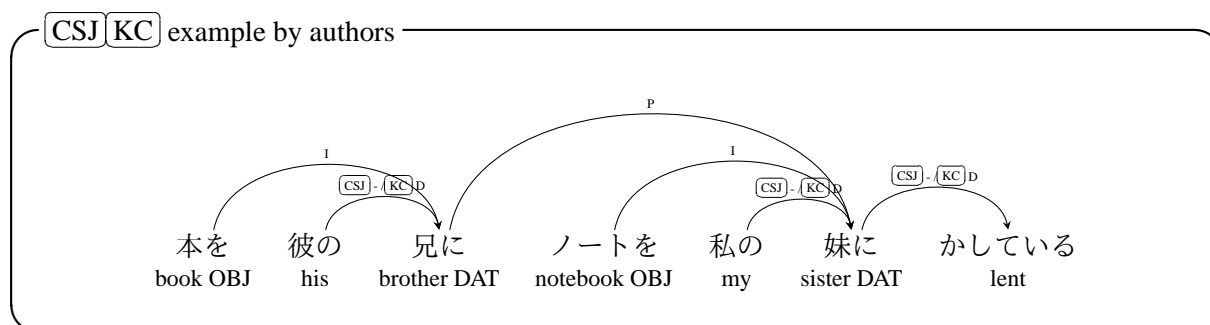 CSJ KC example by authors
P
I I CSJ - / KC D
CSJ - / KC D CSJ - / KC D
本を 彼の 兄に ノートを 私の 妹に かしている
book OBJ his brother DAT notebook OBJ my sister DAT lent